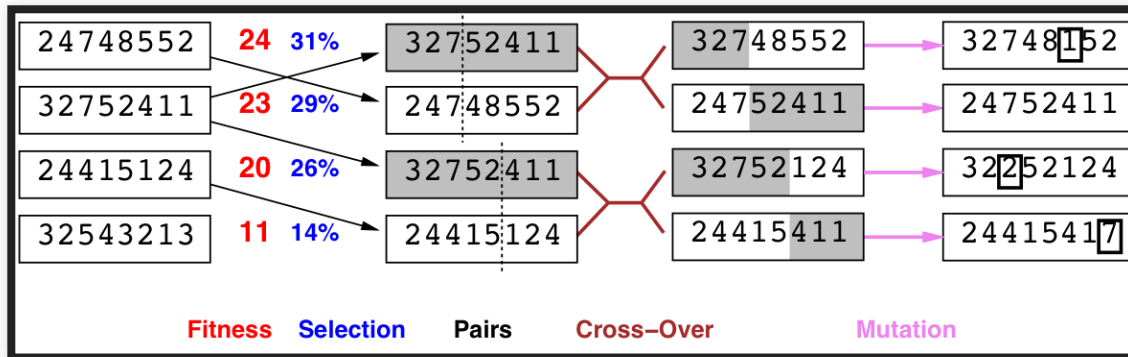 24748552 24 31% 32752411 32748552 32748152
32752411 23 29% 24748552 24752411 24752411
24415124 20 26% 32752411 32752124 32252124
32543213 11 14% 24415124 24415411 24415417
Fitness Selection Pairs Cross–Over Mutation